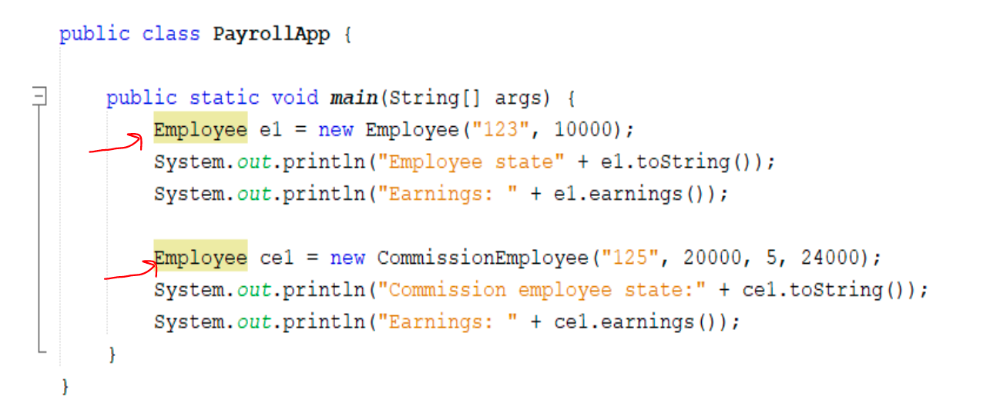 public class PayrollApp {
public static void main(String[] args) {
Employee e1 = new Employee("123", 10000);
System.out.println("Employee state" + e1.toString());
System.out.println("Earnings: " + e1.earnings());
Employee ce1 = new CommissionEmployee("125", 20000, 5, 24000);
System.out.println("Commission employee state:" + ce1.toString());
System.out.println("Earnings: " + ce1.earnings());
}
}